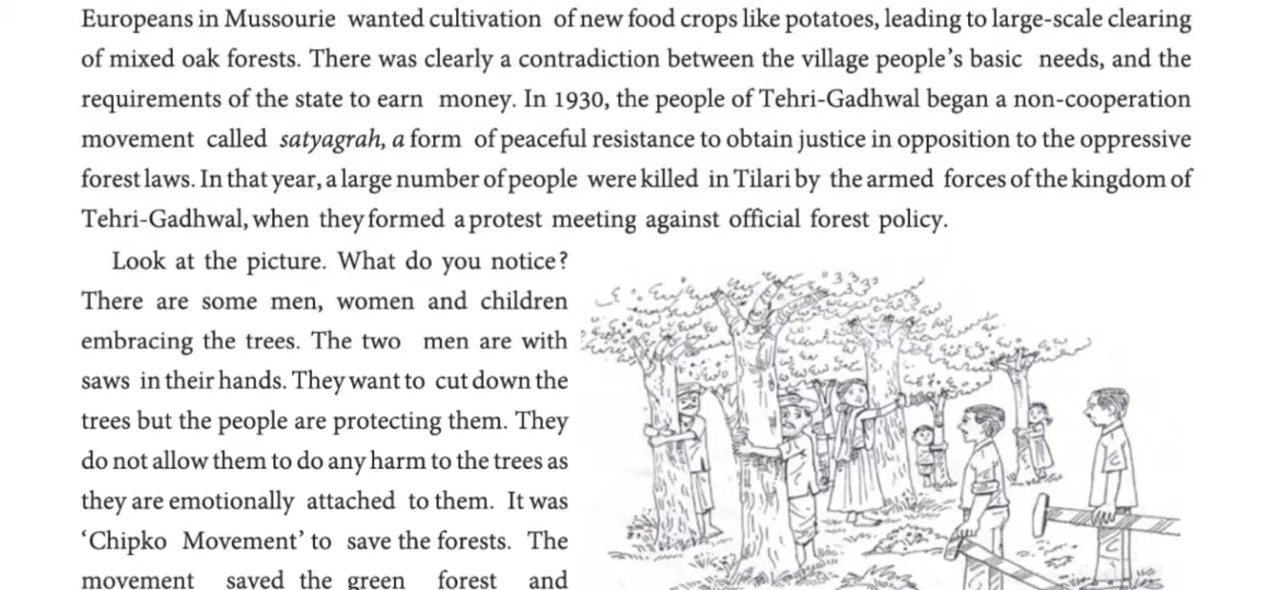 Europeans in Mussourie wanted cultivation of new food crops like potatoes, leading to large-scale clearing
of mixed oak forests. There was clearly a contradiction between the village people’s basic needs, and the
requirements of the state to earn money. In 1930, the people of Tehri-Gadhwal began a non-cooperation
movement called satyagrah, a form of peaceful resistance to obtain justice in opposition to the oppressive
forest laws. In that year, a large number of people were killed in Tilari by the armed forces of the kingdom of
Tehri-Gadhwal, when they formed a protest meeting against official forest policy.
Look at the picture. What do you notice?
There are some men, women and children
embracing the trees. The two men are with
saws in their hands. They want to cut down the
trees but the people are protecting them. They
do not allow them to do any harm to the trees as
they are emotionally attached to them. It was
‘Chipko Movement’ to save the forests. The
movement saved the green forest and